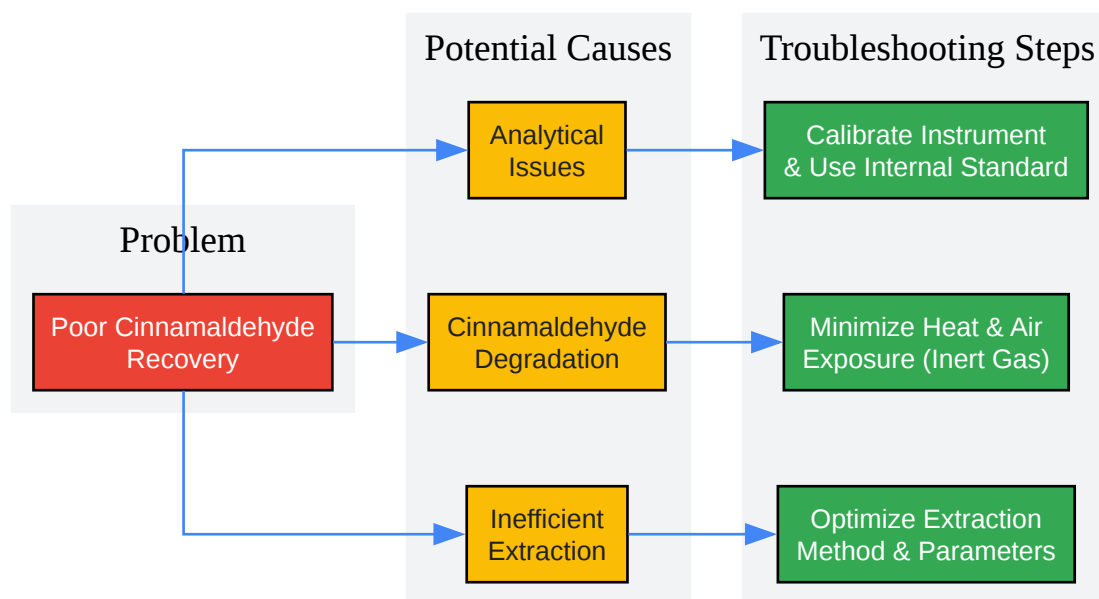 Potential Causes
Troubleshooting Steps
Analytical
Issues
Calibrate Instrument
& Use Internal Standard
Problem
Poor Cinnamaldehyde
Recovery
Cinnamaldehyde
Degradation
Minimize Heat & Air
Exposure (Inert Gas)
Inefficient
Extraction
Optimize Extraction
Method & Parameters